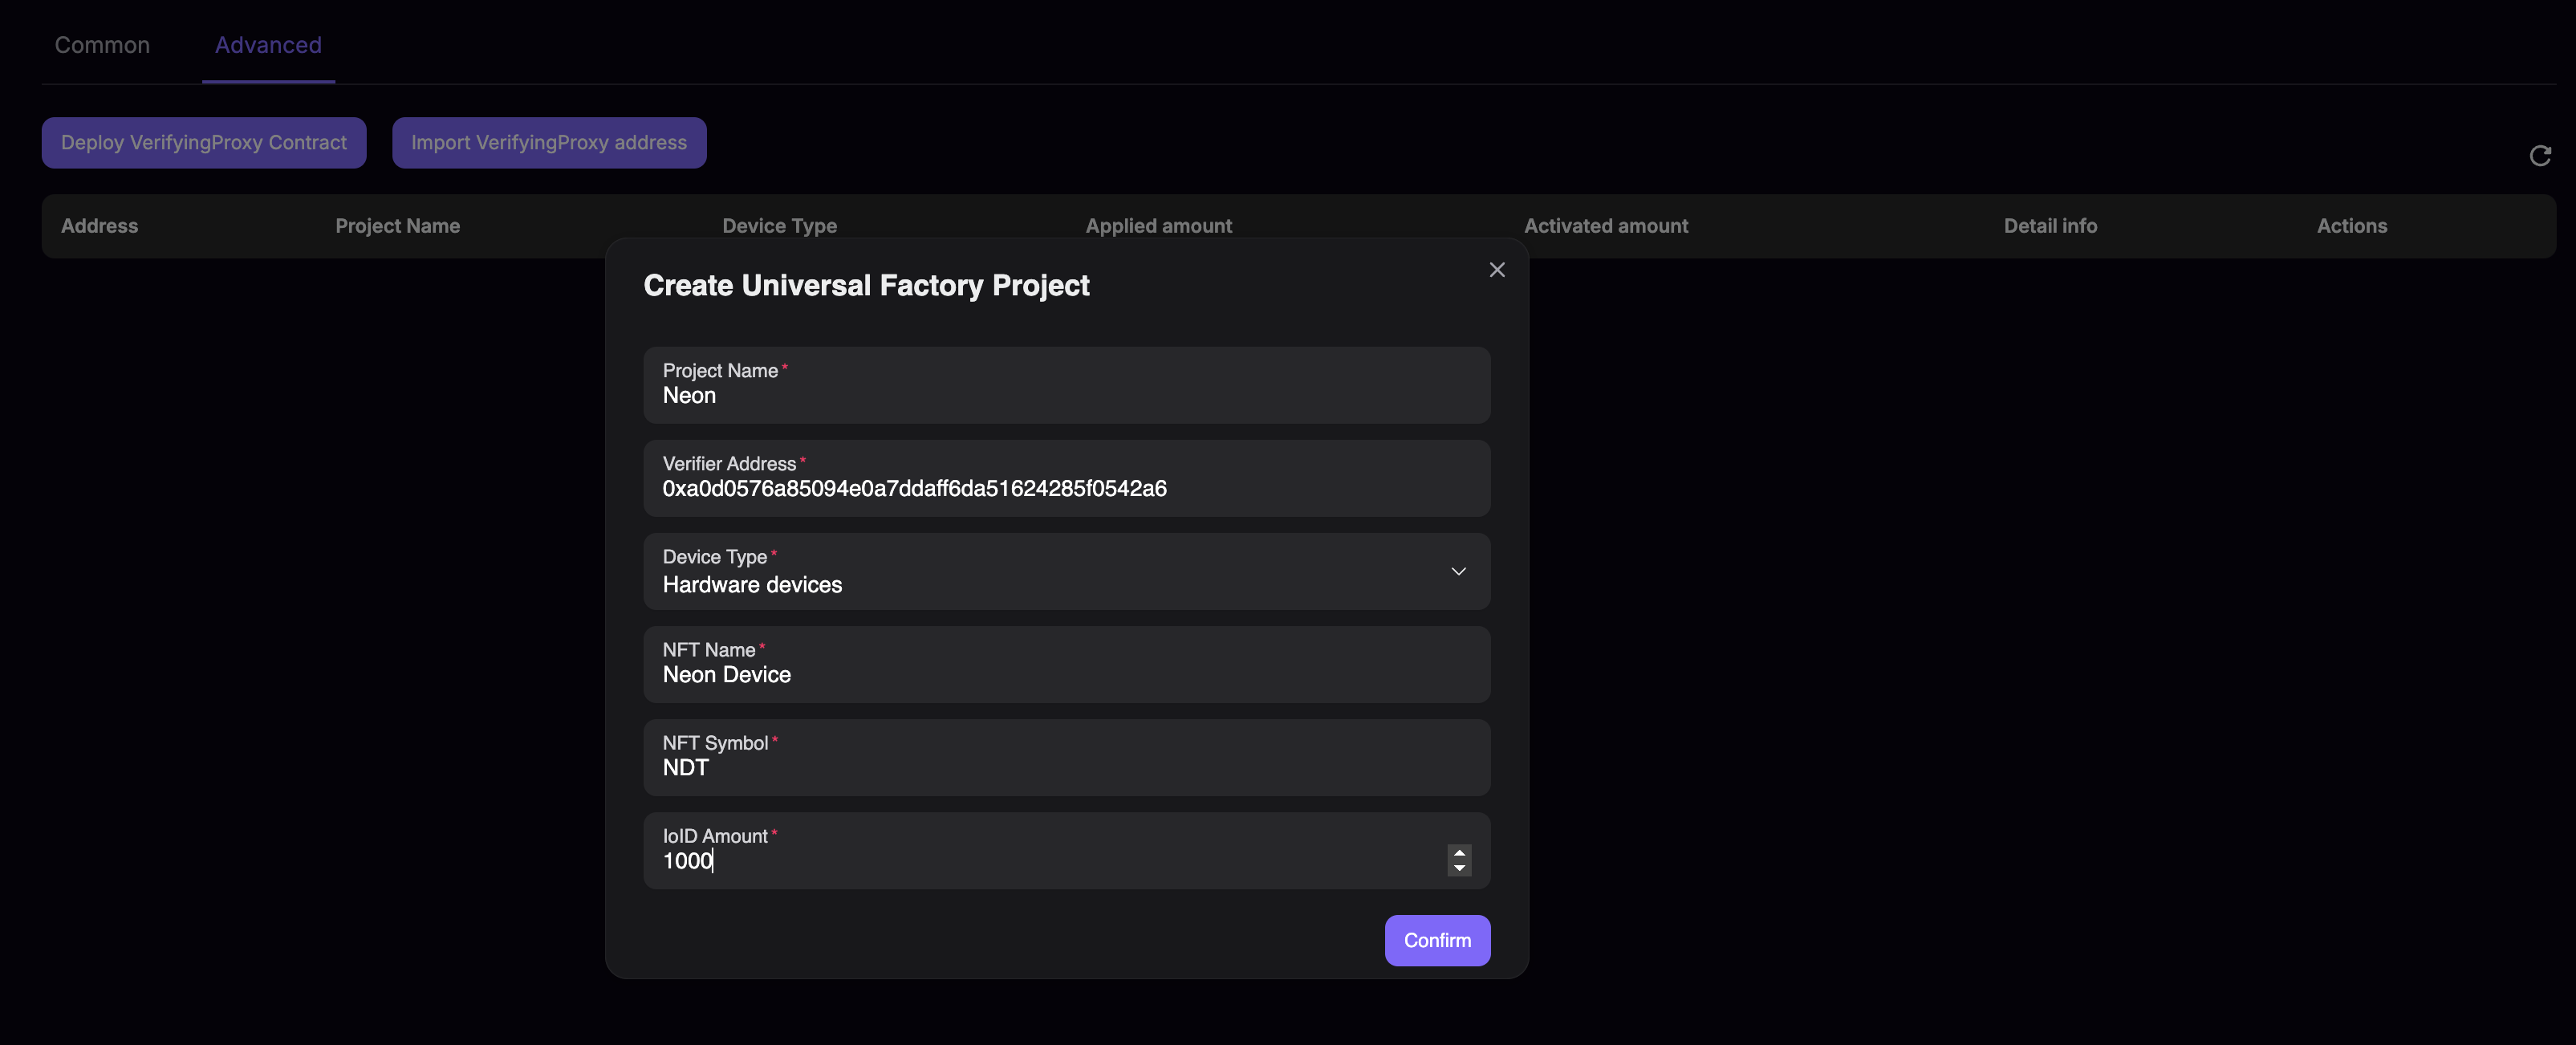 Common Advanced
Deploy VerifyingProxy Contract Import VerifyingProxy address
Address Project Name Device Type Applied amount Activated amount Detail info Actions
Create Universal Factory Project
Project Name*
Neon
Verifier Address*
0xa0d0576a85094e0a7ddaff6da51624285f0542a6
Device Type*
Hardware devices
NFT Name*
Neon Device
NFT Symbol*
NDT
IoID Amount*
1000
Confirm